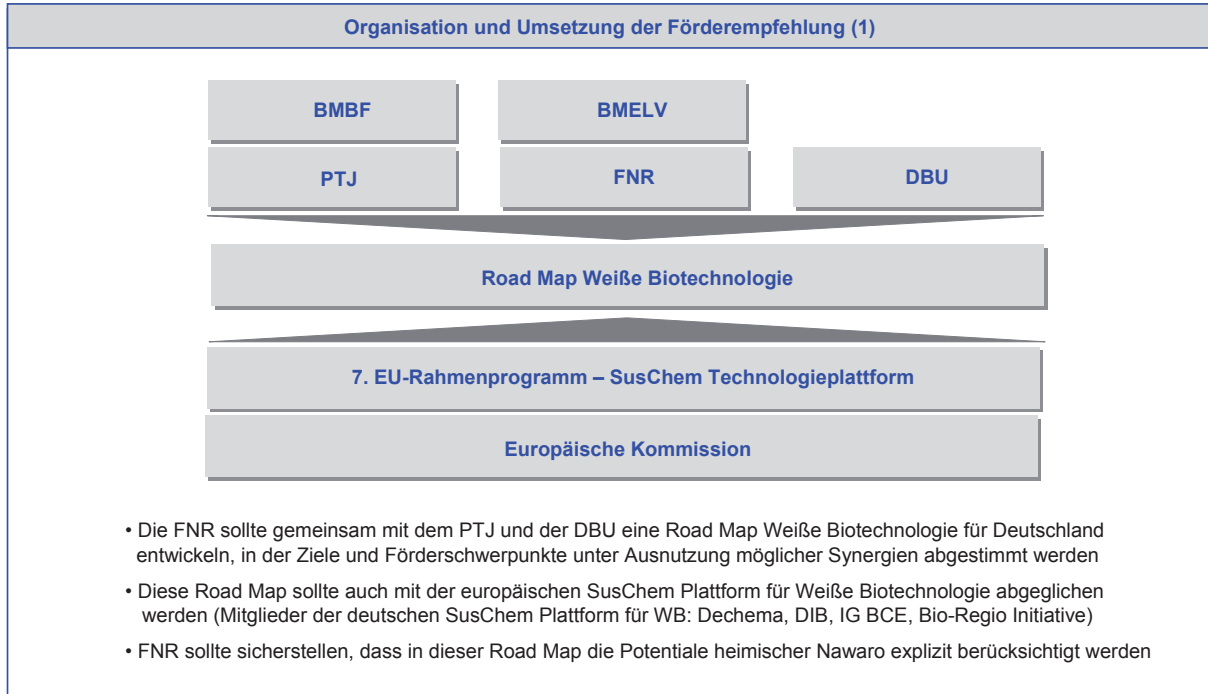 Organisation und Umsetzung der Förderempfehlung (1)
BMBF
BMELV
PTJ
FNR
DBU
Road Map Weiße Biotechnologie
7. EU-Rahmenprogramm – SusChem Technologieplattform
Europäische Kommission
• Die FNR sollte gemeinsam mit dem PTJ und der DBU eine Road Map Weiße Biotechnologie für Deutschland
entwickeln, in der Ziele und Förderschwerpunkte unter Ausnutzung möglicher Synergien abgestimmt werden
• Diese Road Map sollte auch mit der europäischen SusChem Plattform für Weiße Biotechnologie abgeglichen
werden (Mitglieder der deutschen SusChem Plattform für WB: Dechema, DIB, IG BCE, Bio-Regio Initiative)
• FNR sollte sicherstellen, dass in dieser Road Map die Potentiale heimischer Nawaro explizit berücksichtigt werden